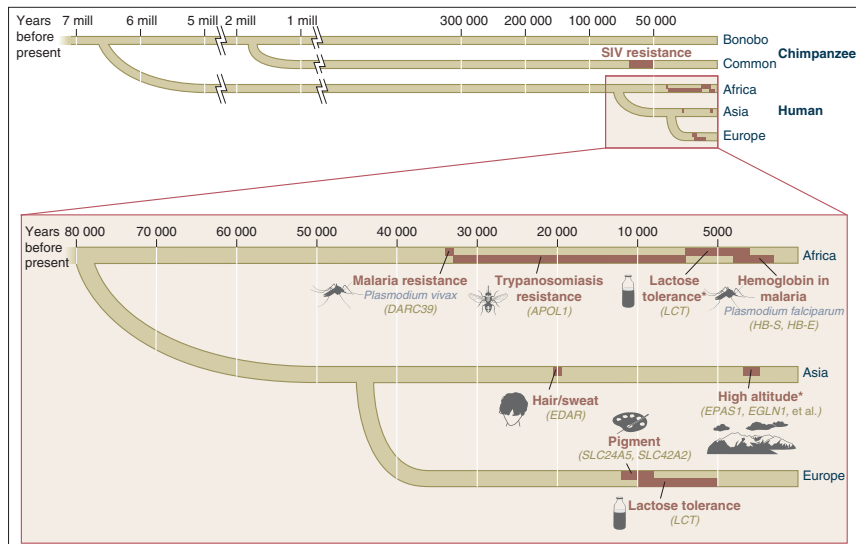 Years before present
7 mill 6 mill 5 mill 2 mill 1 mill 300 000 200 000 100 000 50 000
Bonobo
Chimpanzee
SIV resistance
Common
Africa
Asia
Human
Europe
Years before present
80 000 70 000 60 000 50 000 40 000 30 000 20 000 10 000 5000
Africa
Malaria resistance
Plasmodium vivax
(DARC39)
Trypanosomiasis
resistance
(APOL1)
Lactose
tolerance*
(LCT)
Hemoglobin in
malaria
Plasmodium falciparum
(HB-S, HB-E)
Asia
Hair/sweat
(EDAR)
High altitude*
(EPAS1, EGLN1, et al.)
Pigment
(SLC24A5, SLC42A2)
Europe
Lactose tolerance
(LCT)